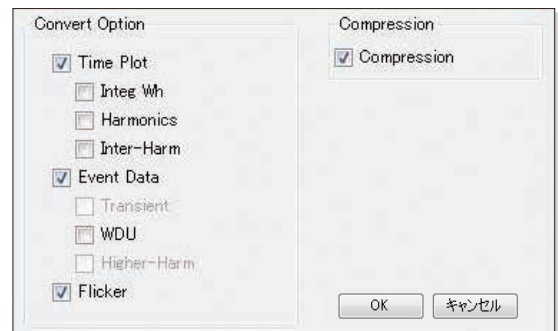 Convert Option
Time Plot
Integ Wh
Harmonics
Inter-Harm
Event Data
Transient
WDU
Higher-Harm
Flicker
Compression
Compression
OK
キャンセル